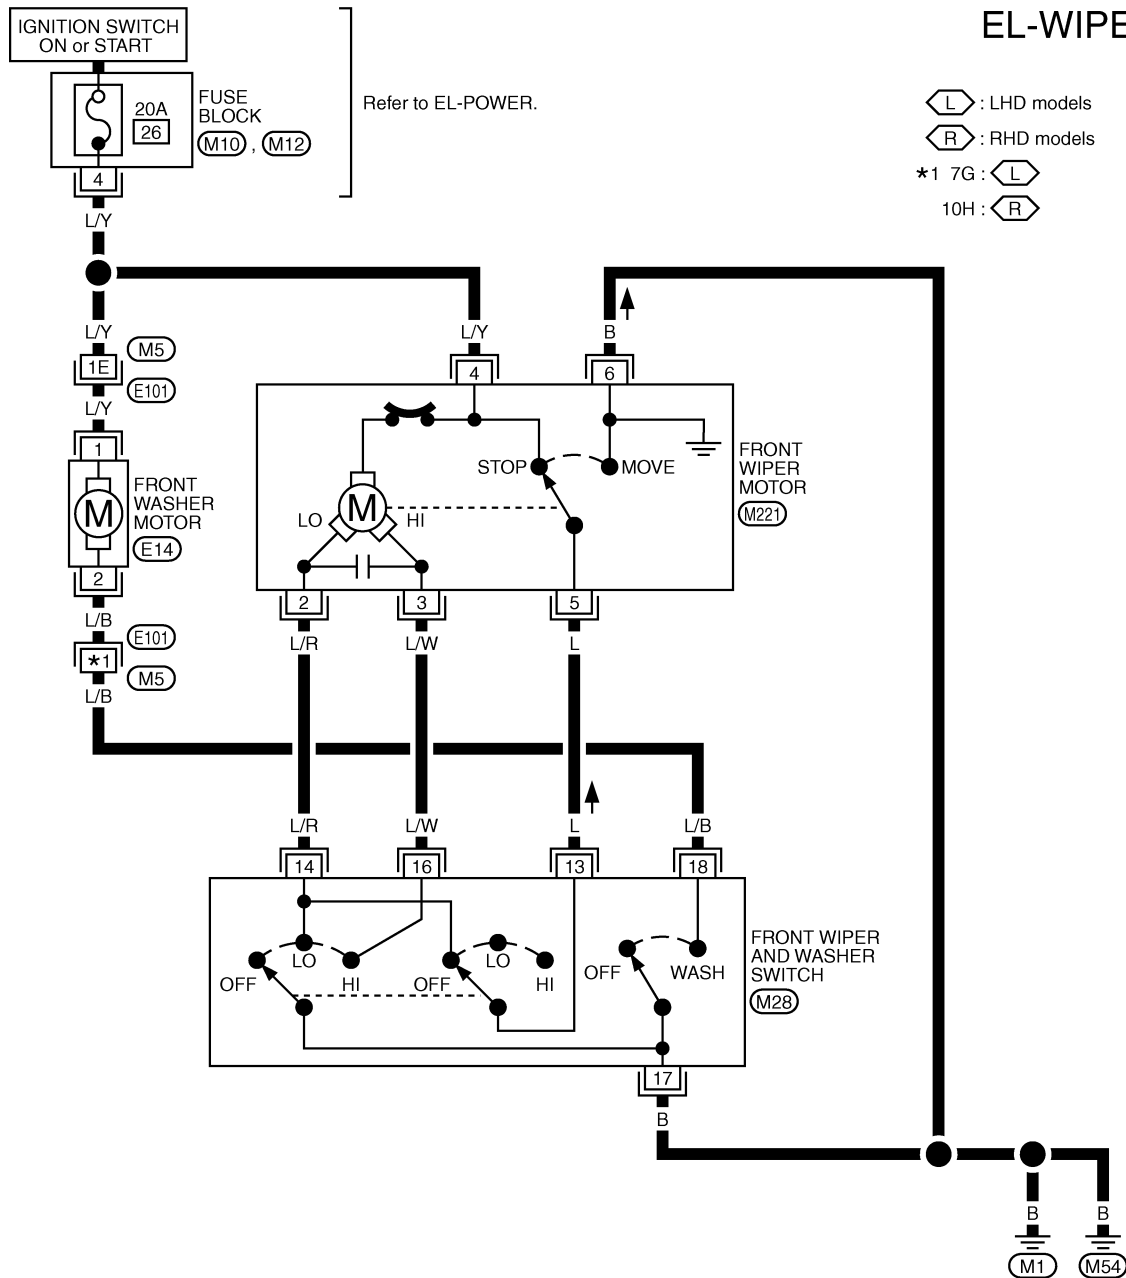 EL-WIPE
IGNITION SWITCH
ON or START
20A
26
FUSE
BLOCK
M10 , M12
Refer to EL-POWER.
L : LHD models
R : RHD models
*1 7G : L
10H : R
4
L/Y
L/Y
M5
1E
E101
L/Y
1
M
FRONT
WASHER
MOTOR
E14
2
L/B
E101
*1
M5
L/B
L/Y
B
4
6
STOP
MOVE
M
LO
HI
FRONT
WIPER
MOTOR
M221
2
3
5
L/R
L/W
L
L/R
L/W
L
L/B
14
16
13
18
LO
LO
OFF
HI
OFF
HI
OFF
WASH
FRONT WIPER
AND WASHER
SWITCH
M28
17
B
B
B
M1
M54